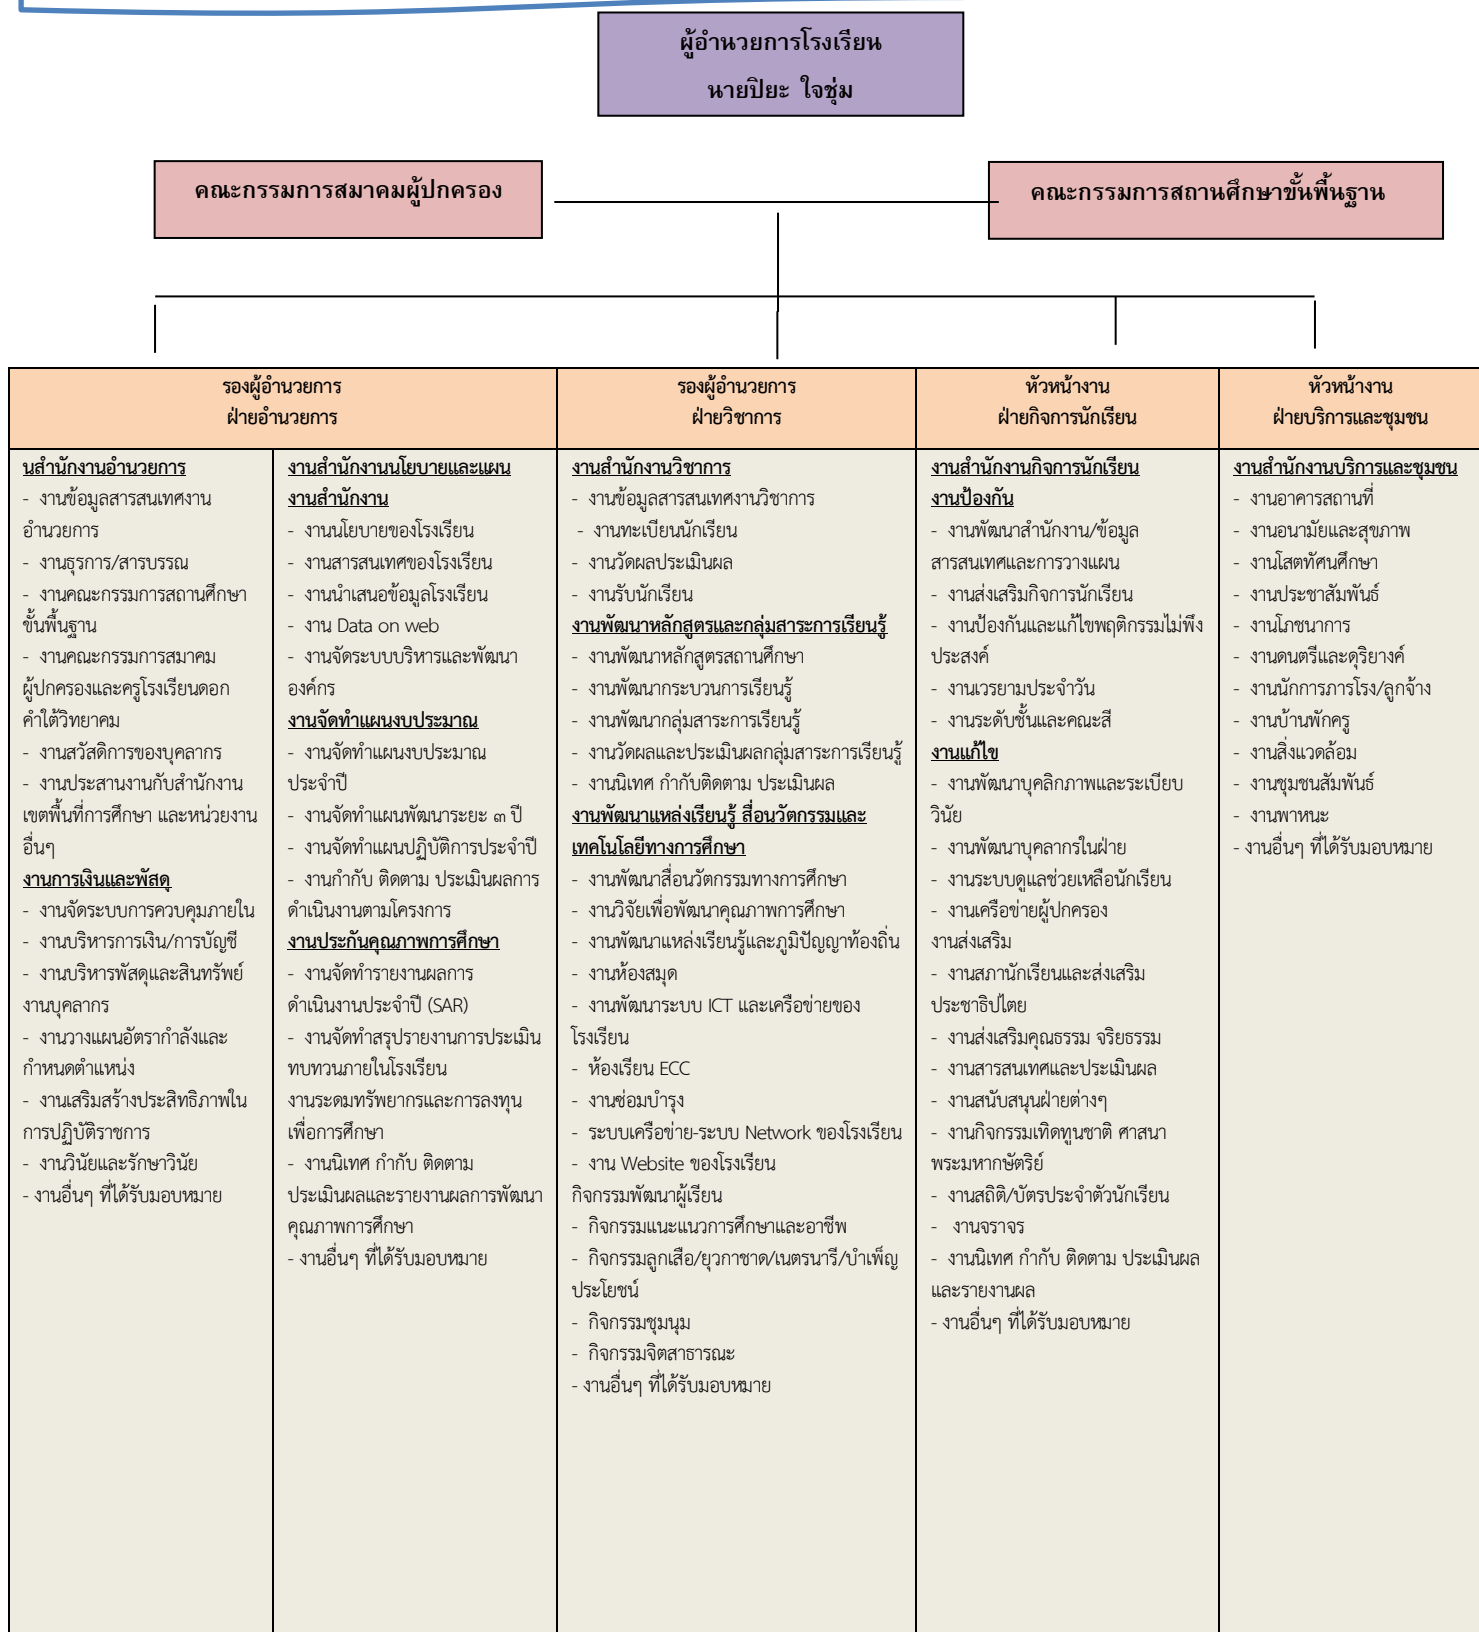 ผู้อำนวยการโรงเรียน
นายปิยะ ใจชุ่ม
คณะกรรมการสมาคมผู้ปกครอง
คณะกรรมการสถานศึกษาขั้นพื้นฐาน
รองผู้อำนวยการ
ฝ่ายอำนวยการ
รองผู้อำนวยการ
ฝ่ายวิชาการ
หัวหน้างาน
ฝ่ายกิจการนักเรียน
หัวหน้างาน
ฝ่ายบริการและชุมชน
นสำนักงานอำนวยการ
- งานข้อมูลสารสนเทศงาน
อำนวยการ
- งานธุรการ/สารบรรณ
- งานคณะกรรมการสถานศึกษา
ขั้นพื้นฐาน
- งานคณะกรรมการสมาคม
ผู้ปกครองและครูโรงเรียนดอก
คำใต้วิทยาคม
- งานสวัสดิการของบุคลากร
- งานประสานงานกับสำนักงาน
เขตพื้นที่การศึกษา และหน่วยงาน
อื่นๆ
งานการเงินและพัสดุ
- งานจัดระบบการควบคุมภายใน
- งานบริหารการเงิน/การบัญชี
- งานบริหารพัสดุและสินทรัพย์
งานบุคลากร
- งานวางแผนอัตรากำลังและ
กำหนดตำแหน่ง
- งานเสริมสร้างประสิทธิภาพใน
การปฏิบัติราชการ
- งานวินัยและรักษาวินัย
- งานอื่นๆ ที่ได้รับมอบหมาย
งานสำนักงานนโยบายและแผน
งานสำนักงาน
- งานนโยบายของโรงเรียน
- งานสารสนเทศของโรงเรียน
- งานนำเสนอข้อมูลโรงเรียน
- งาน Data on web
- งานจัดระบบบริหารและพัฒนา
องค์กร
งานจัดทำแผนงบประมาณ
- งานจัดทำแผนงบประมาณ
ประจำปี
- งานจัดทำแผนพัฒนาระยะ ๓ ปี
- งานจัดทำแผนปฏิบัติการประจำปี
- งานกำกับ ติดตาม ประเมินผลการ
ดำเนินงานตามโครงการ
งานประกันคุณภาพการศึกษา
- งานจัดทำรายงานผลการ
ดำเนินงานประจำปี (SAR)
- งานจัดทำสรุปรายงานการประเมิน
ทบทวนภายในโรงเรียน
งานระดมทรัพยากรและการลงทุน
เพื่อการศึกษา
- งานนิเทศ กำกับ ติดตาม
ประเมินผลและรายงานผลการพัฒนา
คุณภาพการศึกษา
- งานอื่นๆ ที่ได้รับมอบหมาย
งานสำนักงานวิชาการ
- งานข้อมูลสารสนเทศงานวิชาการ
- งานทะเบียนนักเรียน
- งานวัดผลประเมินผล
- งานรับนักเรียน
งานพัฒนาหลักสูตรและกลุ่มสาระการเรียนรู้
- งานพัฒนาหลักสูตรสถานศึกษา
- งานพัฒนากระบวนการเรียนรู้
- งานพัฒนากลุ่มสาระการเรียนรู้
- งานวัดผลและประเมินผลกลุ่มสาระการเรียนรู้
- งานนิเทศ กำกับติดตาม ประเมินผล
งานพัฒนาแหล่งเรียนรู้ สื่อนวัตกรรมและ
เทคโนโลยีทางการศึกษา
- งานพัฒนาสื่อนวัตกรรมทางการศึกษา
- งานวิจัยเพื่อพัฒนาคุณภาพการศึกษา
- งานพัฒนาแหล่งเรียนรู้และภูมิปัญญาท้องถิ่น
- งานห้องสมุด
- งานพัฒนาระบบ ICT และเครือข่ายของ
โรงเรียน
- ห้องเรียน ECC
- งานซ่อมบำรุง
- ระบบเครือข่าย-ระบบ Network ของโรงเรียน
- งาน Website ของโรงเรียน
กิจกรรมพัฒนาผู้เรียน
- กิจกรรมแนะแนวการศึกษาและอาชีพ
- กิจกรรมลูกเสือ/ยุวกาชาด/เนตรนารี/บำเพ็ญ
ประโยชน์
- กิจกรรมชุมนุม
- กิจกรรมจิตสาธารณะ
- งานอื่นๆ ที่ได้รับมอบหมาย
งานสำนักงานกิจการนักเรียน
งานป้องกัน
- งานพัฒนาสำนักงาน/ข้อมูล
สารสนเทศและการวางแผน
- งานส่งเสริมกิจการนักเรียน
- งานป้องกันและแก้ไขพฤติกรรมไม่พึง
ประสงค์
- งานเวรยามประจำวัน
- งานระดับชั้นและคณะสี
งานแก้ไข
- งานพัฒนาบุคลิกภาพและระเบียบ
วินัย
- งานพัฒนาบุคลากรในฝ่าย
- งานระบบดูแลช่วยเหลือนักเรียน
- งานเครือข่ายผู้ปกครอง
งานส่งเสริม
- งานสภานักเรียนและส่งเสริม
ประชาธิปไตย
- งานส่งเสริมคุณธรรม จริยธรรม
- งานสารสนเทศและประเมินผล
- งานสนับสนุนฝ่ายต่างๆ
- งานกิจกรรมเทิดทูนชาติ ศาสนา
พระมหากษัตริย์
- งานสถิติ/บัตรประจำตัวนักเรียน
- งานจราจร
- งานนิเทศ กำกับ ติดตาม ประเมินผล
และรายงานผล
- งานอื่นๆ ที่ได้รับมอบหมาย
งานสำนักงานบริการและชุมชน
- งานอาคารสถานที่
- งานอนามัยและสุขภาพ
- งานโสตทัศนศึกษา
- งานประชาสัมพันธ์
- งานโภชนาการ
- งานดนตรีและดุริยางค์
- งานนักการภารโรง/ลูกจ้าง
- งานบ้านพักครู
- งานสิ่งแวดล้อม
- งานชุมชนสัมพันธ์
- งานพาหนะ
- งานอื่นๆ ที่ได้รับมอบหมาย